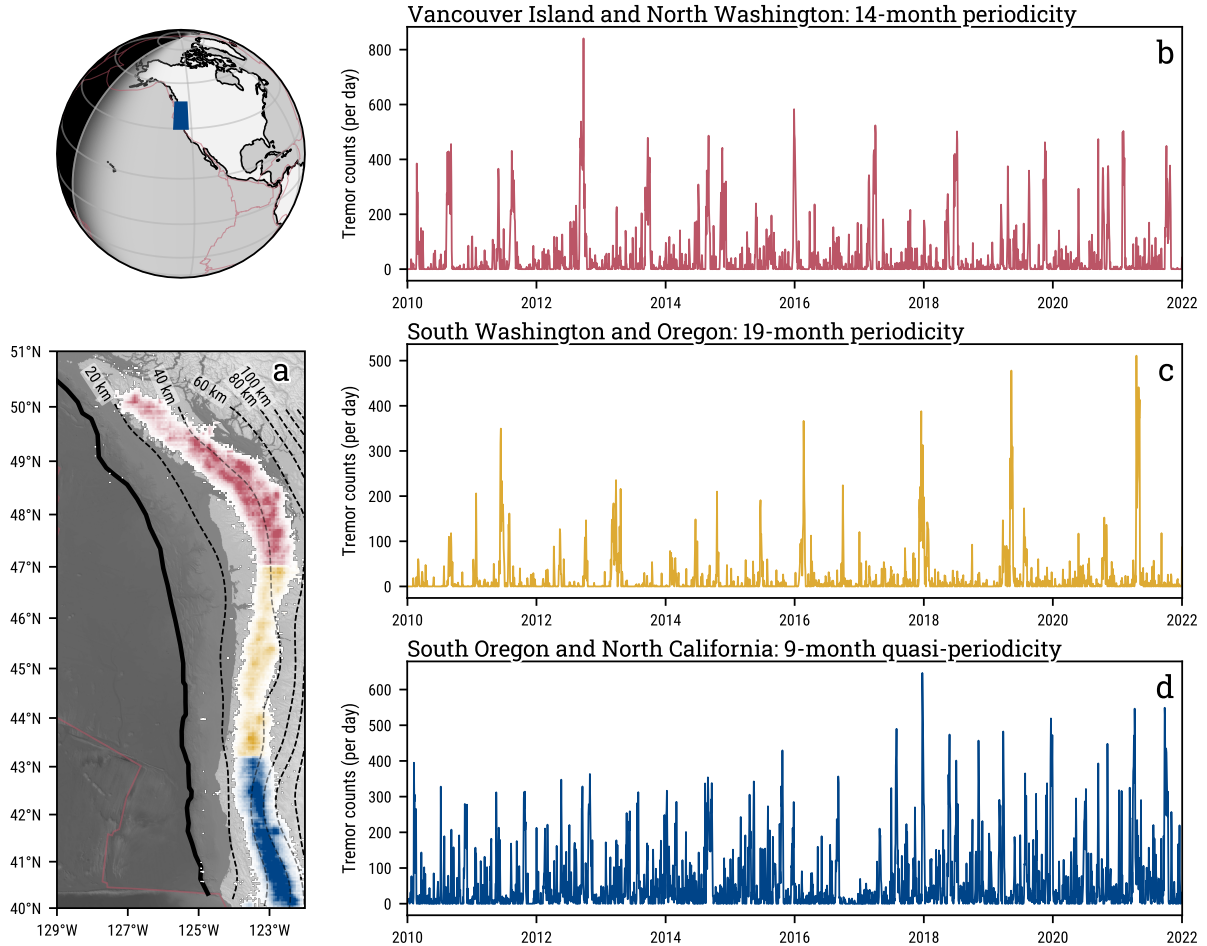 Vancouver Island and North Washington: 14-month periodicity
b
Tremor counts (per day)
800
600
400
200
0
2010
2012
2014
2016
2018
2020
2022
South Washington and Oregon: 19-month periodicity
c
Tremor counts (per day)
500
400
300
200
100
0
2010
2012
2014
2016
2018
2020
2022
South Oregon and North California: 9-month quasi-periodicity
d
Tremor counts (per day)
600
500
400
300
200
100
0
2010
2012
2014
2016
2018
2020
2022
a
20 km
40 km
60 km
80 km
100 km
51°N
50°N
49°N
48°N
47°N
46°N
45°N
44°N
43°N
42°N
41°N
40°N
129°W
127°W
125°W
123°W